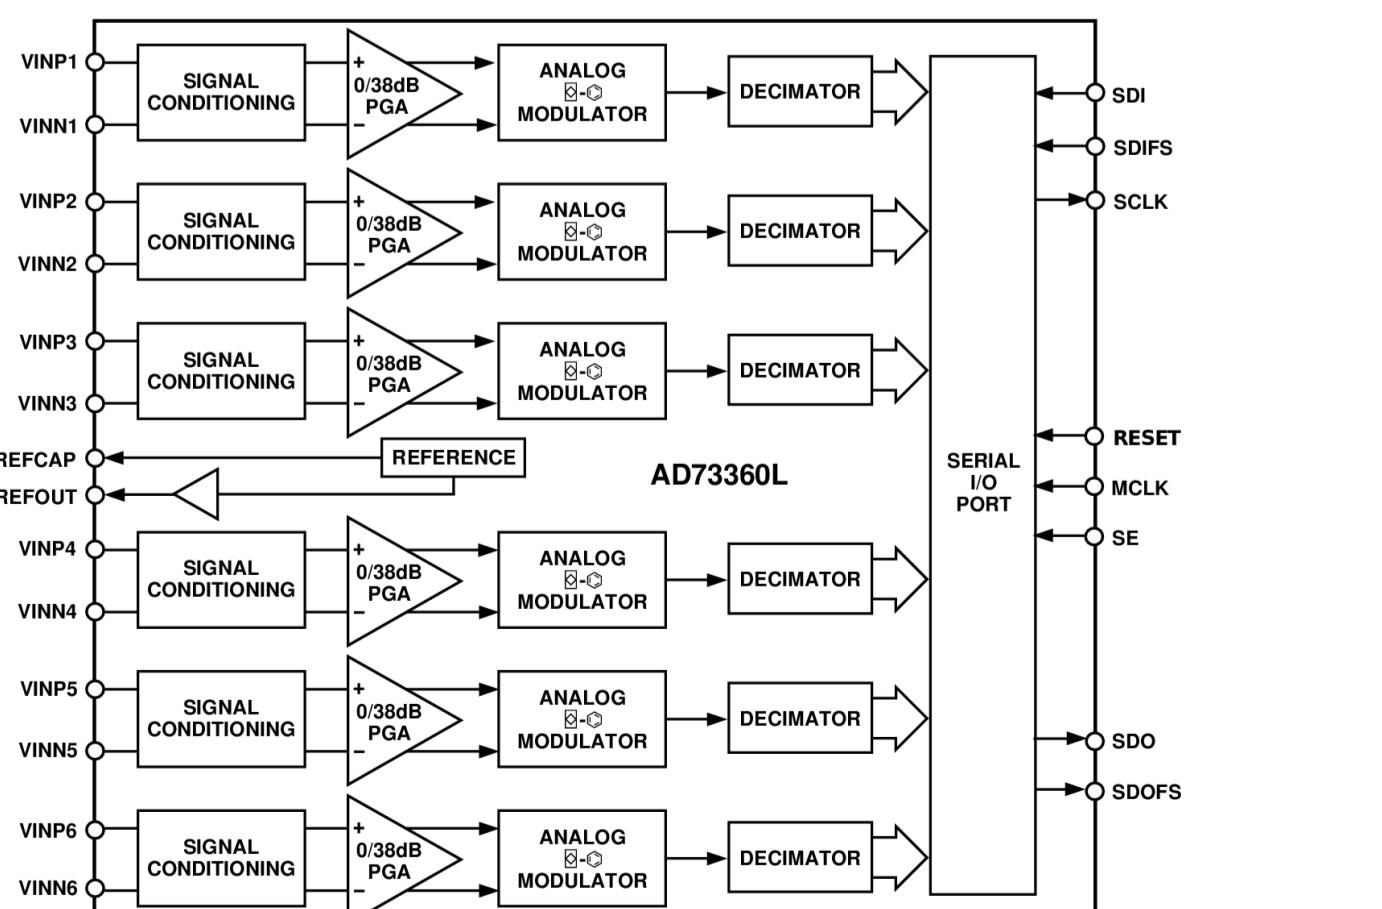 VINP1
VINN1
SIGNAL
CONDITIONING
+
0/38dB
PGA
−
ANALOG
-
MODULATOR
DECIMATOR
VINP2
VINN2
SIGNAL
CONDITIONING
+
0/38dB
PGA
−
ANALOG
-
MODULATOR
DECIMATOR
VINP3
VINN3
SIGNAL
CONDITIONING
+
0/38dB
PGA
−
ANALOG
-
MODULATOR
DECIMATOR
REFCAP
REFOUT
REFERENCE
AD73360L
VINP4
VINN4
SIGNAL
CONDITIONING
+
0/38dB
PGA
−
ANALOG
-
MODULATOR
DECIMATOR
VINP5
VINN5
SIGNAL
CONDITIONING
+
0/38dB
PGA
−
ANALOG
-
MODULATOR
DECIMATOR
VINP6
VINN6
SIGNAL
CONDITIONING
+
0/38dB
PGA
−
ANALOG
-
MODULATOR
DECIMATOR
SERIAL
I/O
PORT
SDI
SDIFS
SCLK
RESET
MCLK
SE
SDO
SDOFS